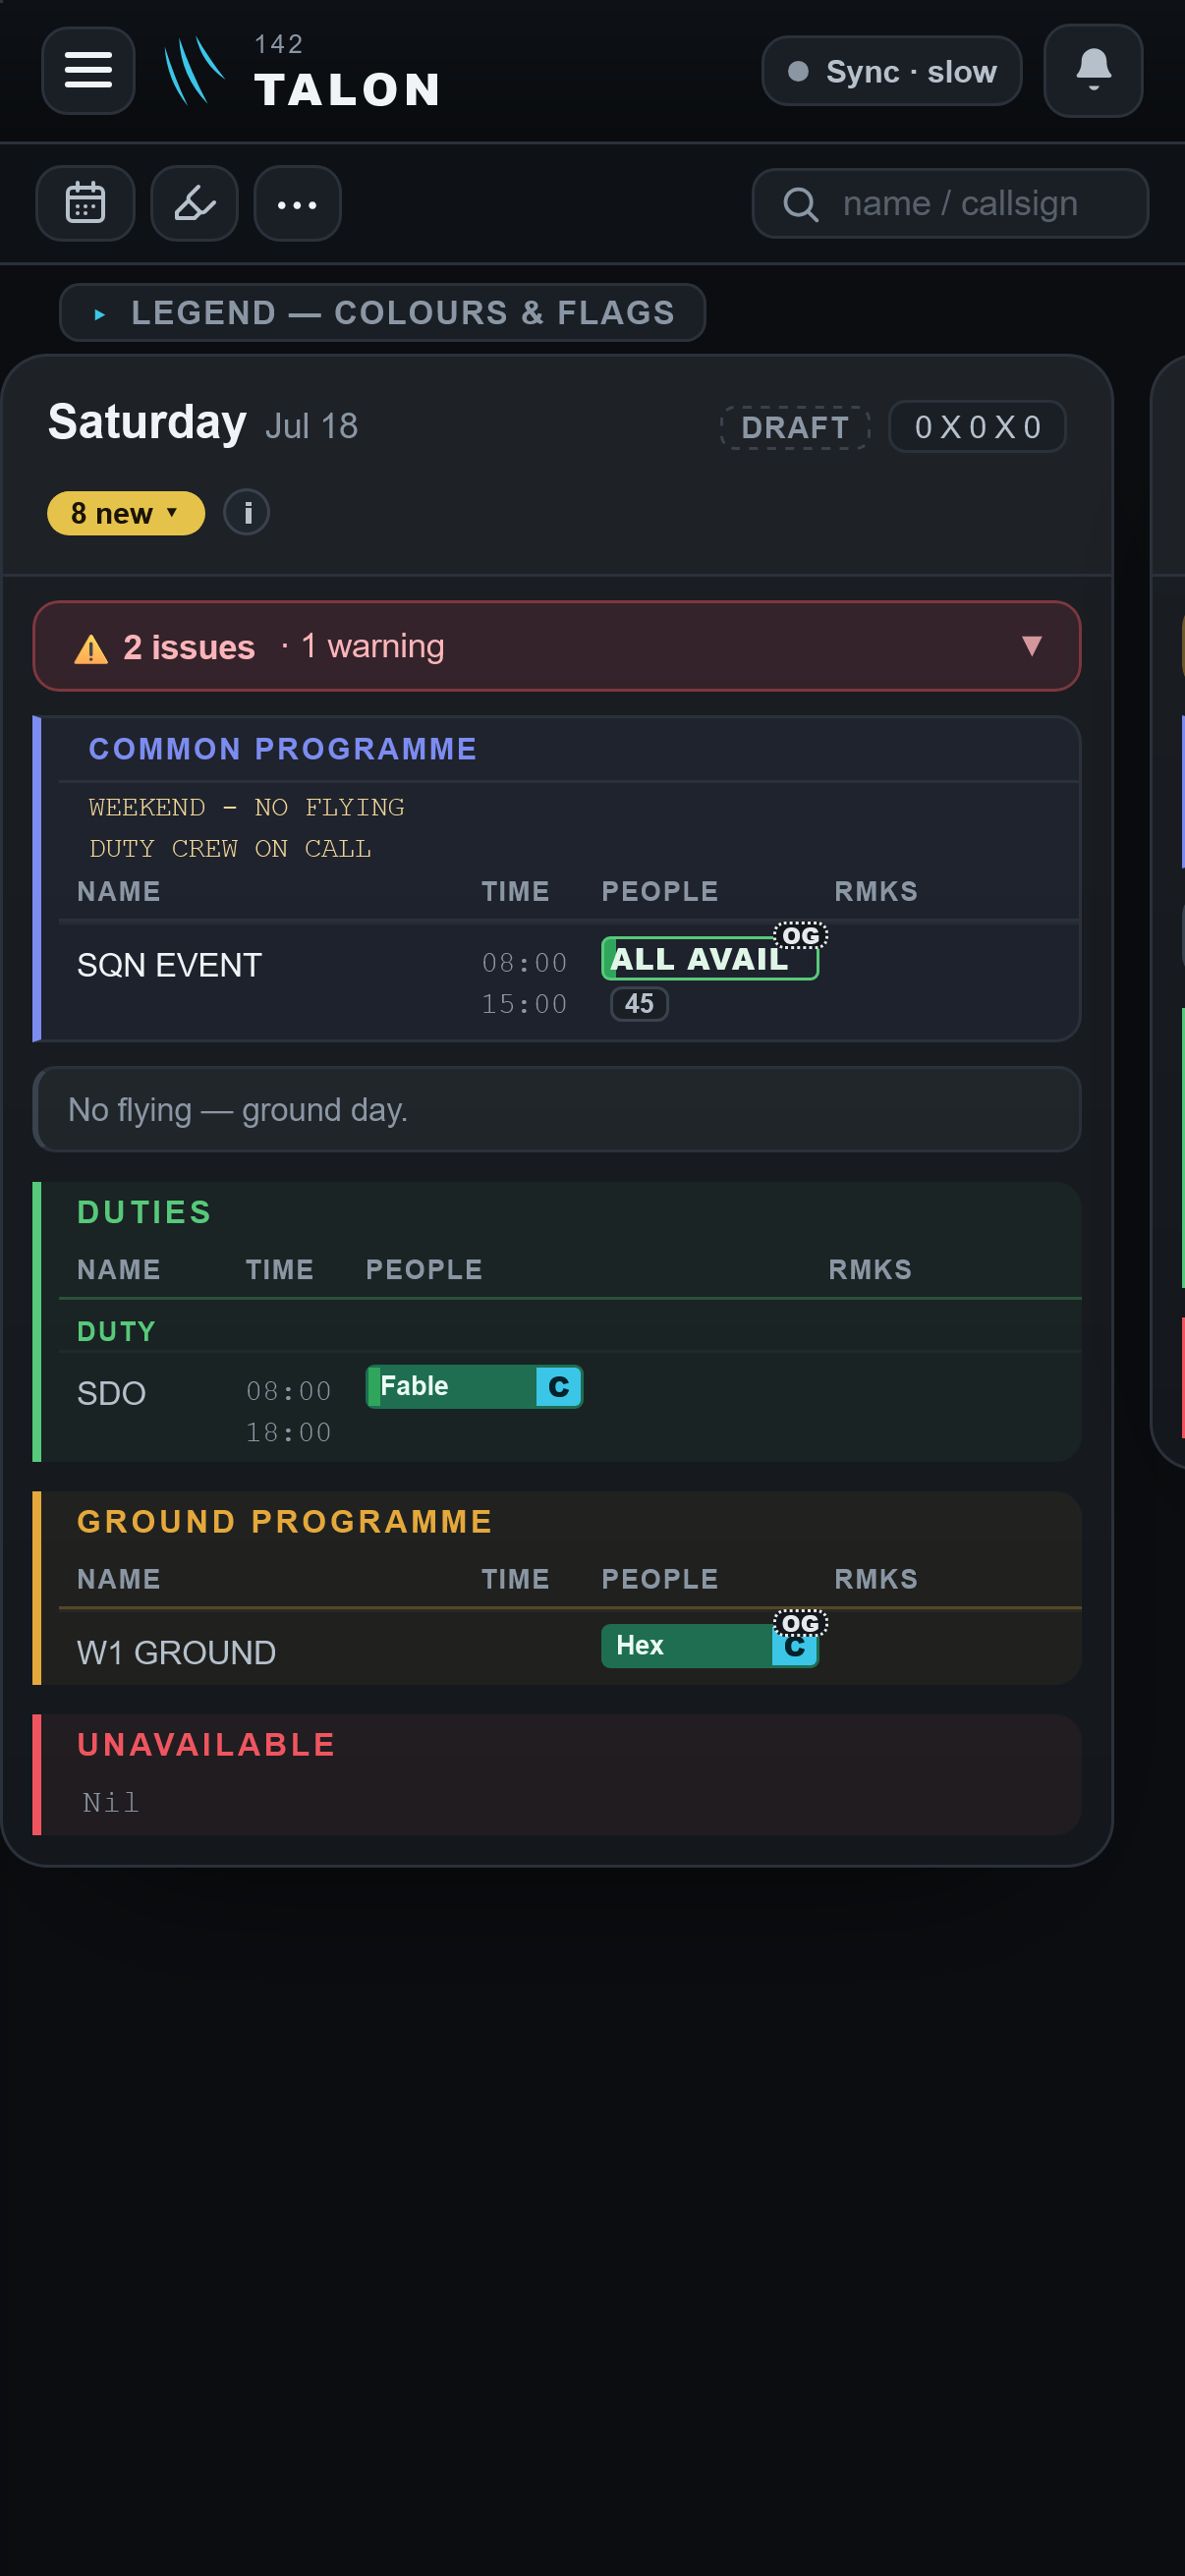 142
TALON
Sync · slow
name / callsign
LEGEND — COLOURS & FLAGS
Saturday Jul 18
DRAFT
0 X 0 X 0
8 new
i
2 issues · 1 warning
COMMON PROGRAMME
WEEKEND – NO FLYING
DUTY CREW ON CALL
NAME TIME PEOPLE RMKS
OG
SQN EVENT 08:00 ALL AVAIL
15:00 45
No flying — ground day.
DUTIES
NAME TIME PEOPLE RMKS
DUTY
SDO 08:00 Fable C
18:00
GROUND PROGRAMME
NAME TIME PEOPLE RMKS
OG
W1 GROUND Hex C
UNAVAILABLE
Nil